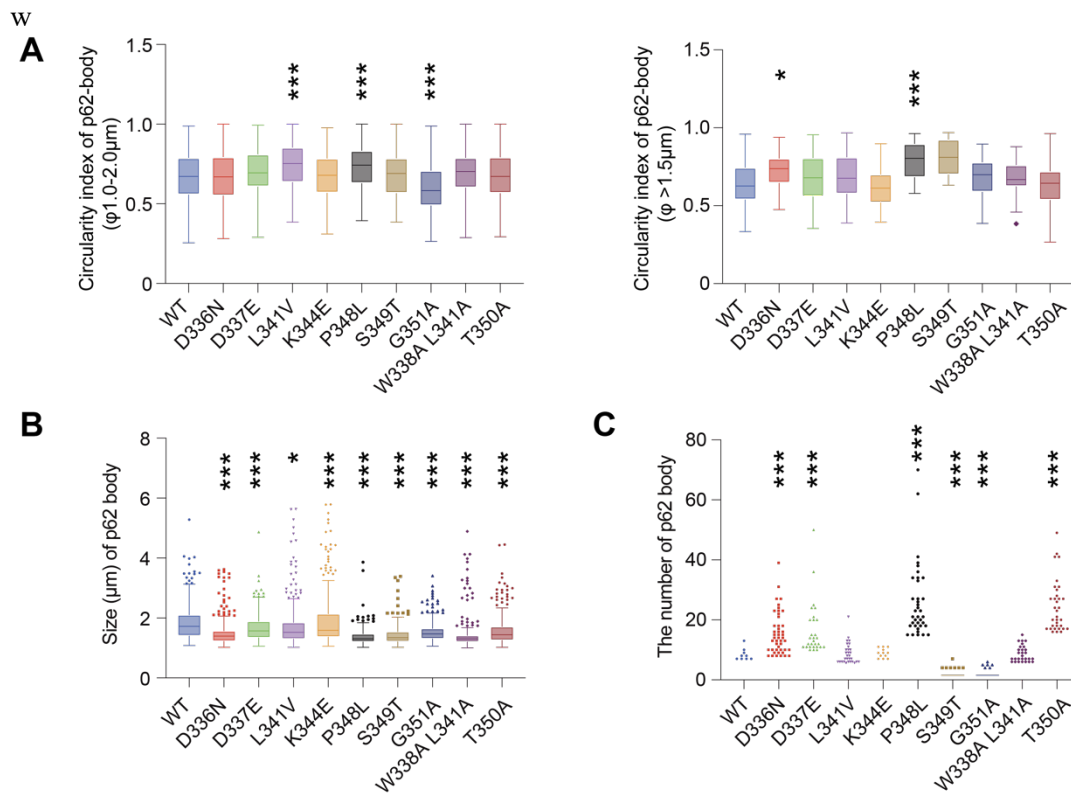 w
A
Circularity index of p62-body
(φ1.0-2.0μm)
1.5
1.0
0.5
0
*** *** ***
WT D336N D337E L341V K344E P348L S349T G351A W338A L341A T350A
Circularity index of p62-body
(φ >1.5μm)
1.5
1.0
0.5
0
* ***
WT D336N D337E L341V K344E P348L S349T G351A W338A L341A T350A
B
Size (μm) of p62 body
8
6
4
2
0
*** *** * *** *** *** *** *** ***
WT D336N D337E L341V K344E P348L S349T G351A W338A L341A T350A
C
The number of p62 body
80
60
40
20
0
*** *** *** *** *** ***
WT D336N D337E L341V K344E P348L S349T G351A W338A L341A T350A